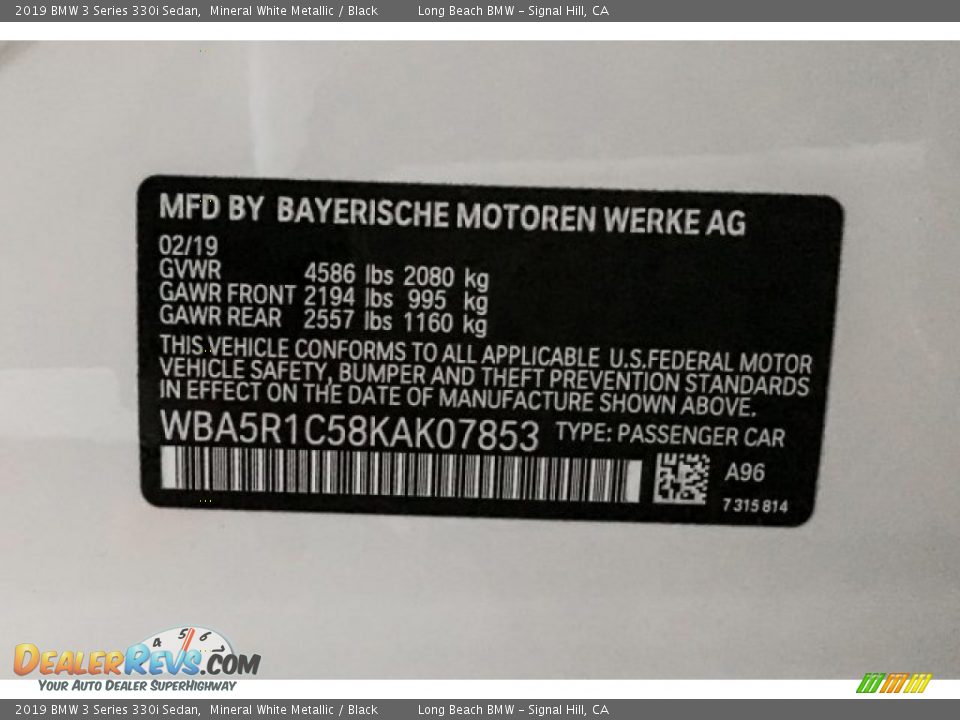 2019 BMW 3 Series 330i Sedan, Mineral White Metallic / Black Long Beach BMW – Signal Hill, CA
MFD BY BAYERISCHE MOTOREN WERKE AG
02/19
GVWR 4586 lbs 2080 kg
GAWR FRONT 2194 lbs 995 kg
GAWR REAR 2557 lbs 1160 kg
THIS VEHICLE CONFORMS TO ALL APPLICABLE U.S.FEDERAL MOTOR
VEHICLE SAFETY, BUMPER AND THEFT PREVENTION STANDARDS
IN EFFECT ON THE DATE OF MANUFACTURE SHOWN ABOVE.
WBA5R1C58KAK07853 TYPE: PASSENGER CAR
A96
7 315 814
4 5 6 7
DEALERREVS.COM
YOUR AUTO DEALER SUPERHIGHWAY
2019 BMW 3 Series 330i Sedan, Mineral White Metallic / Black Long Beach BMW – Signal Hill, CA